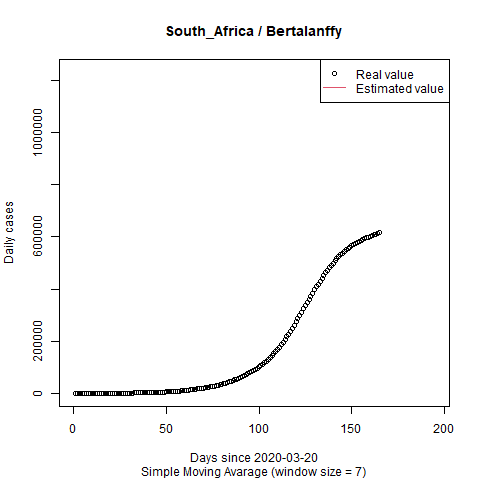 South_Africa / Bertalanffy
Real value
Estimated value
Daily cases
0
200000
600000
1000000
0
50
100
150
200
Days since 2020-03-20
Simple Moving Avarage (window size = 7)